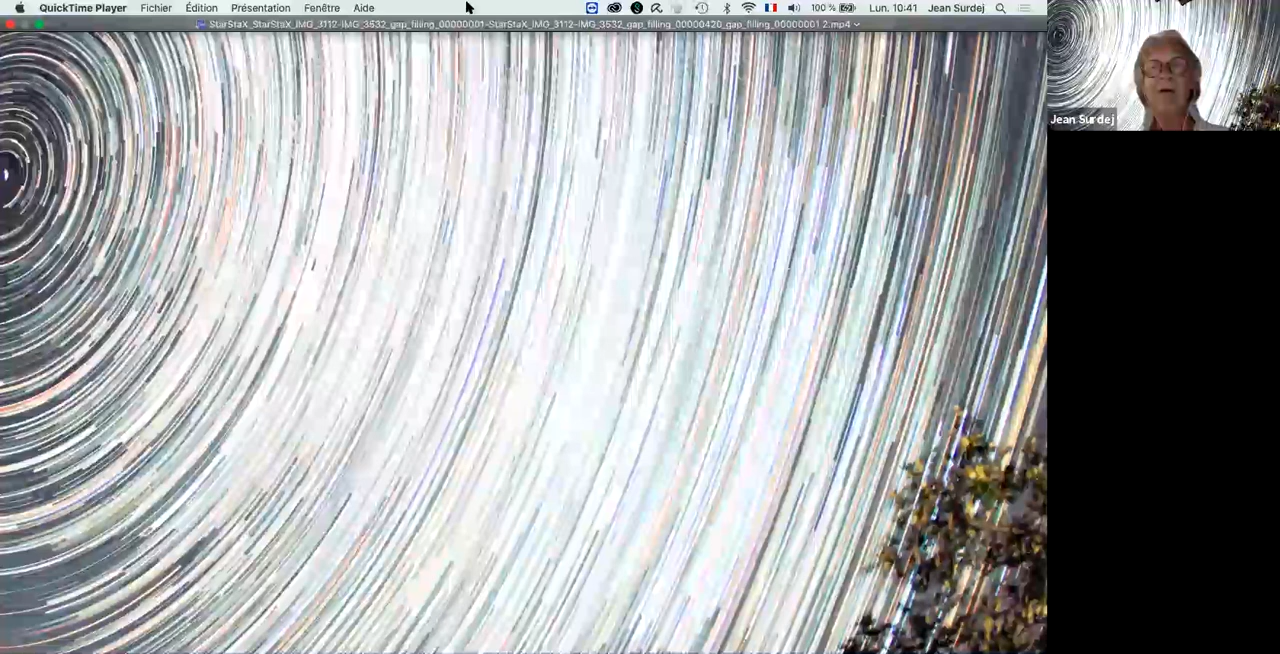 QuickTime Player Fichier Édition Présentation Fenêtre Aide 100 % Lun. 10:41 Jean Surdej
StarStaX_StarStaX_IMG_3112-IMG_3532_gap_filling_00000001-StarStaX_IMG_3112-IMG_3532_gap_filling_00000420_gap_filling_00000001 2.mp4
Jean Surdej